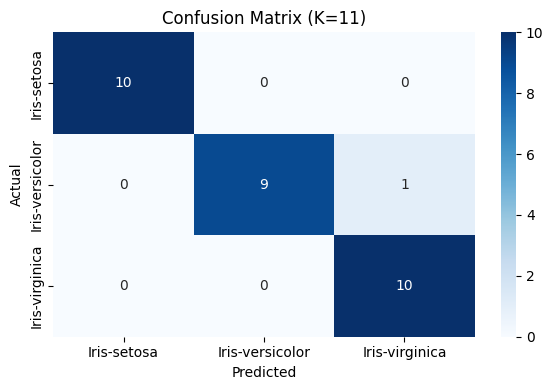 Confusion Matrix (K=11)
Actual
Iris-setosa
10 0 0
Iris-versicolor
0 9 1
Iris-virginica
0 0 10
Iris-setosa Iris-versicolor Iris-virginica
Predicted
10
8
6
4
2
0